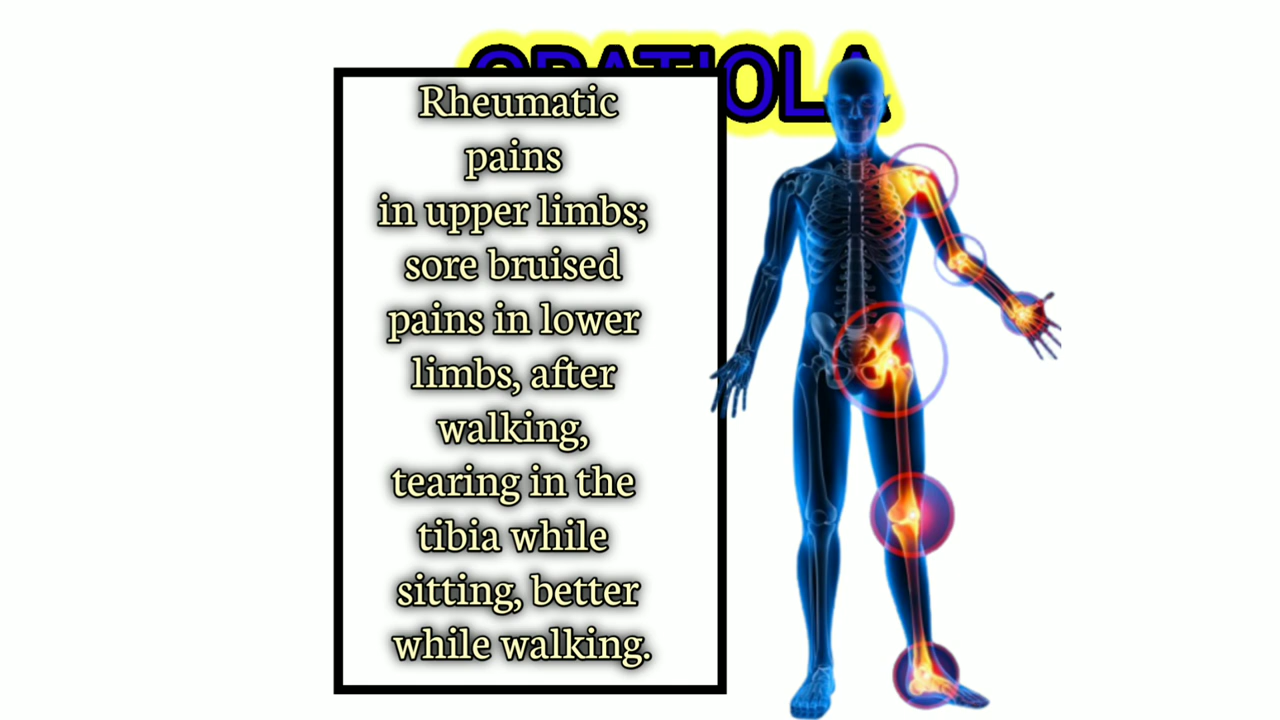 GRATIOLA
Rheumatic
pains
in upper limbs;
sore bruised
pains in lower
limbs, after
walking,
tearing in the
tibia while
sitting, better
while walking.